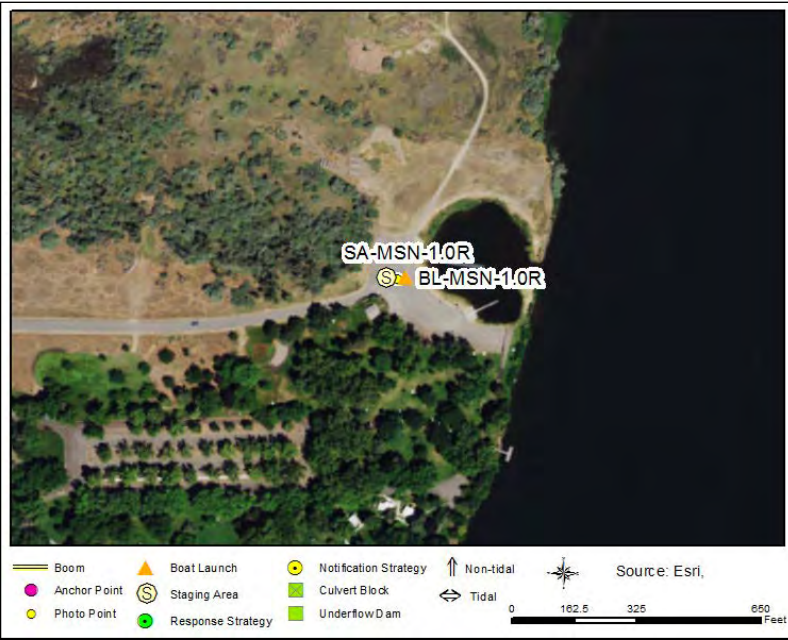 SA-MSN-1.0R
S BL-MSN-1.0R
Boom
Boat Launch
Notification Strategy
Non-tidal
Source: Esri,
Anchor Point
S
Staging Area
Culvert Block
Tidal
Photo Point
Response Strategy
Underflow Dam
0 162.5 325 650
Feet